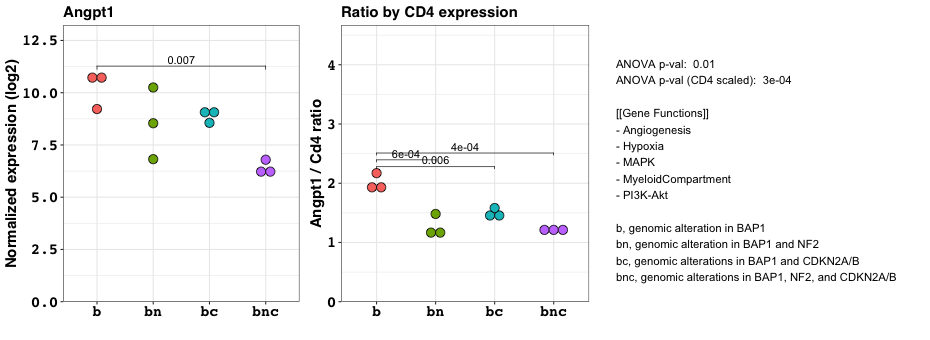 Angpt1
Normalized expression (log2)
12.5
10.0
7.5
5.0
2.5
0.0
0.007
b bn bc bnc
Ratio by CD4 expression
Angpt1 / Cd4 ratio
4
3
2
1
0
4e-04
6e-04
0.006
b bn bc bnc
ANOVA p-val: 0.01
ANOVA p-val (CD4 scaled): 3e-04
[[Gene Functions]]
- Angiogenesis
- Hypoxia
- MAPK
- MyeloidCompartment
- PI3K-Akt
b, genomic alteration in BAP1
bn, genomic alteration in BAP1 and NF2
bc, genomic alterations in BAP1 and CDKN2A/B
bnc, genomic alterations in BAP1, NF2, and CDKN2A/B